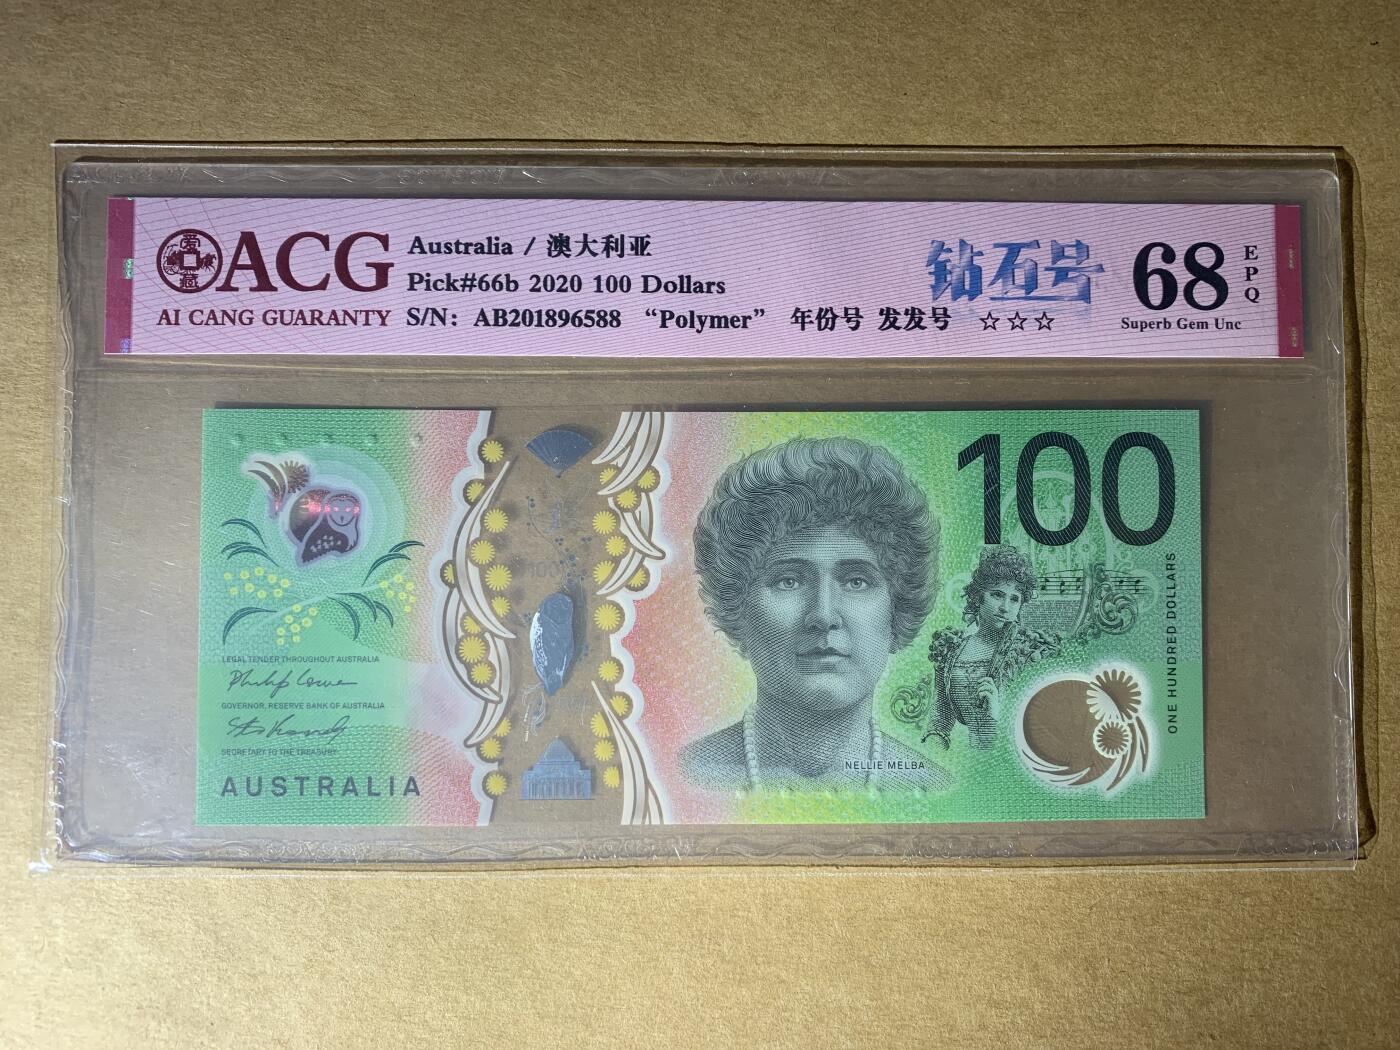 ACG
AI CANG GUARANTY
Australia / 澳大利亚
Pick#66b 2020 100 Dollars
S/N: AB201896588 “Polymer” 年份号 发发号 ☆☆☆
钻石号
68
EPQ
Superb Gem Unc
100
ONE HUNDRED DOLLARS
LEGAL TENDER THROUGHOUT AUSTRALIA
Philip Lowe
GOVERNOR, RESERVE BANK OF AUSTRALIA
SECRETARY TO THE TREASURY
AUSTRALIA
NELLIE MELBA